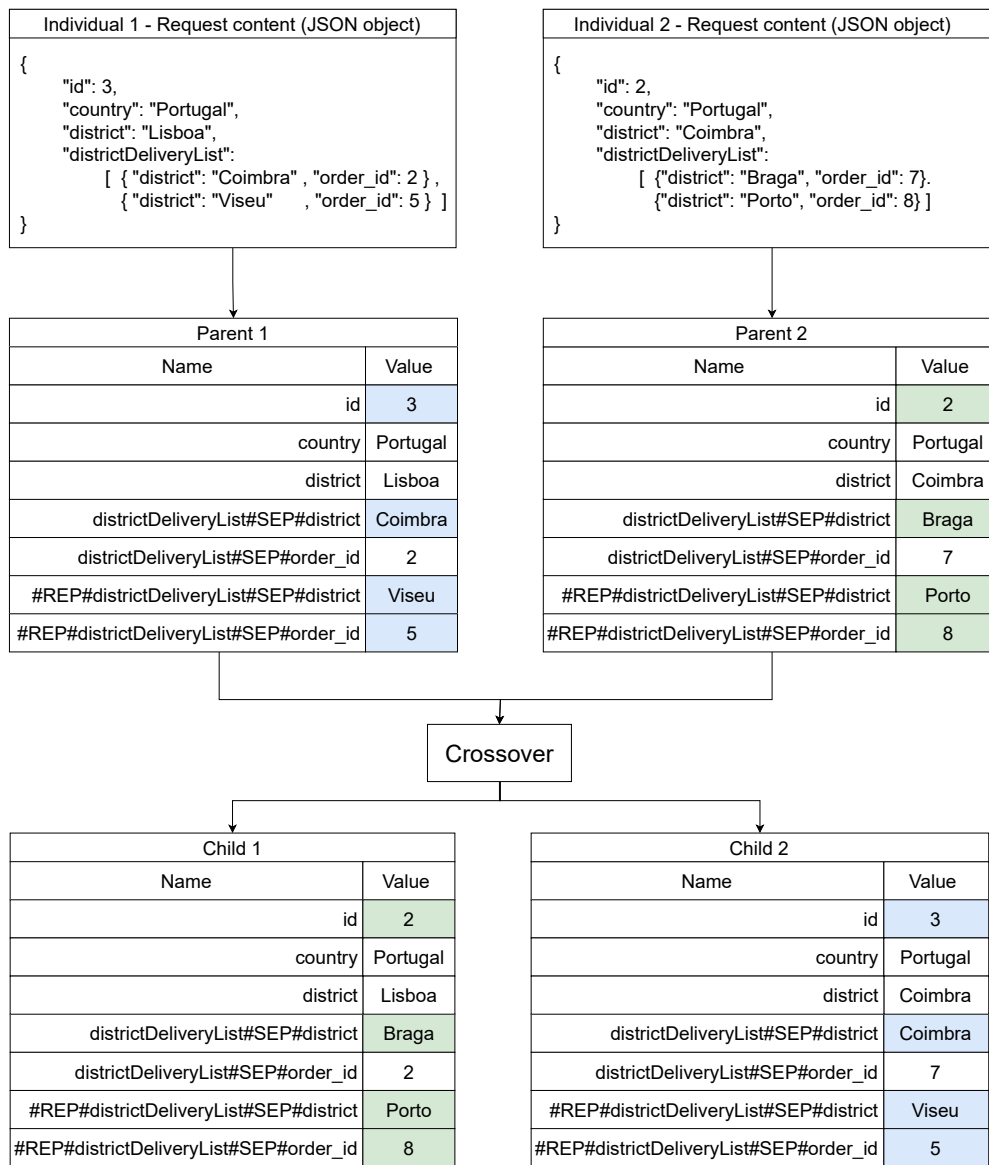 Individual 1 - Request content (JSON object)
{
"id": 3,
"country": "Portugal",
"district": "Lisboa",
"districtDeliveryList":
[ { "district": "Coimbra" , "order_id": 2 } ,
{ "district": "Viseu" , "order_id": 5 } ]
}
Individual 2 - Request content (JSON object)
{
"id": 2,
"country": "Portugal",
"district": "Coimbra",
"districtDeliveryList":
[ {"district": "Braga", "order_id": 7}.
{"district": "Porto", "order_id": 8} ]
}
Parent 1
Name Value
id 3
country Portugal
district Lisboa
districtDeliveryList#SEP#district Coimbra
districtDeliveryList#SEP#order_id 2
#REP#districtDeliveryList#SEP#district Viseu
#REP#districtDeliveryList#SEP#order_id 5
Parent 2
Name Value
id 2
country Portugal
district Coimbra
districtDeliveryList#SEP#district Braga
districtDeliveryList#SEP#order_id 7
#REP#districtDeliveryList#SEP#district Porto
#REP#districtDeliveryList#SEP#order_id 8
Crossover
Child 1
Name Value
id 2
country Portugal
district Lisboa
districtDeliveryList#SEP#district Braga
districtDeliveryList#SEP#order_id 2
#REP#districtDeliveryList#SEP#district Porto
#REP#districtDeliveryList#SEP#order_id 8
Child 2
Name Value
id 3
country Portugal
district Coimbra
districtDeliveryList#SEP#district Coimbra
districtDeliveryList#SEP#order_id 7
#REP#districtDeliveryList#SEP#district Viseu
#REP#districtDeliveryList#SEP#order_id 5